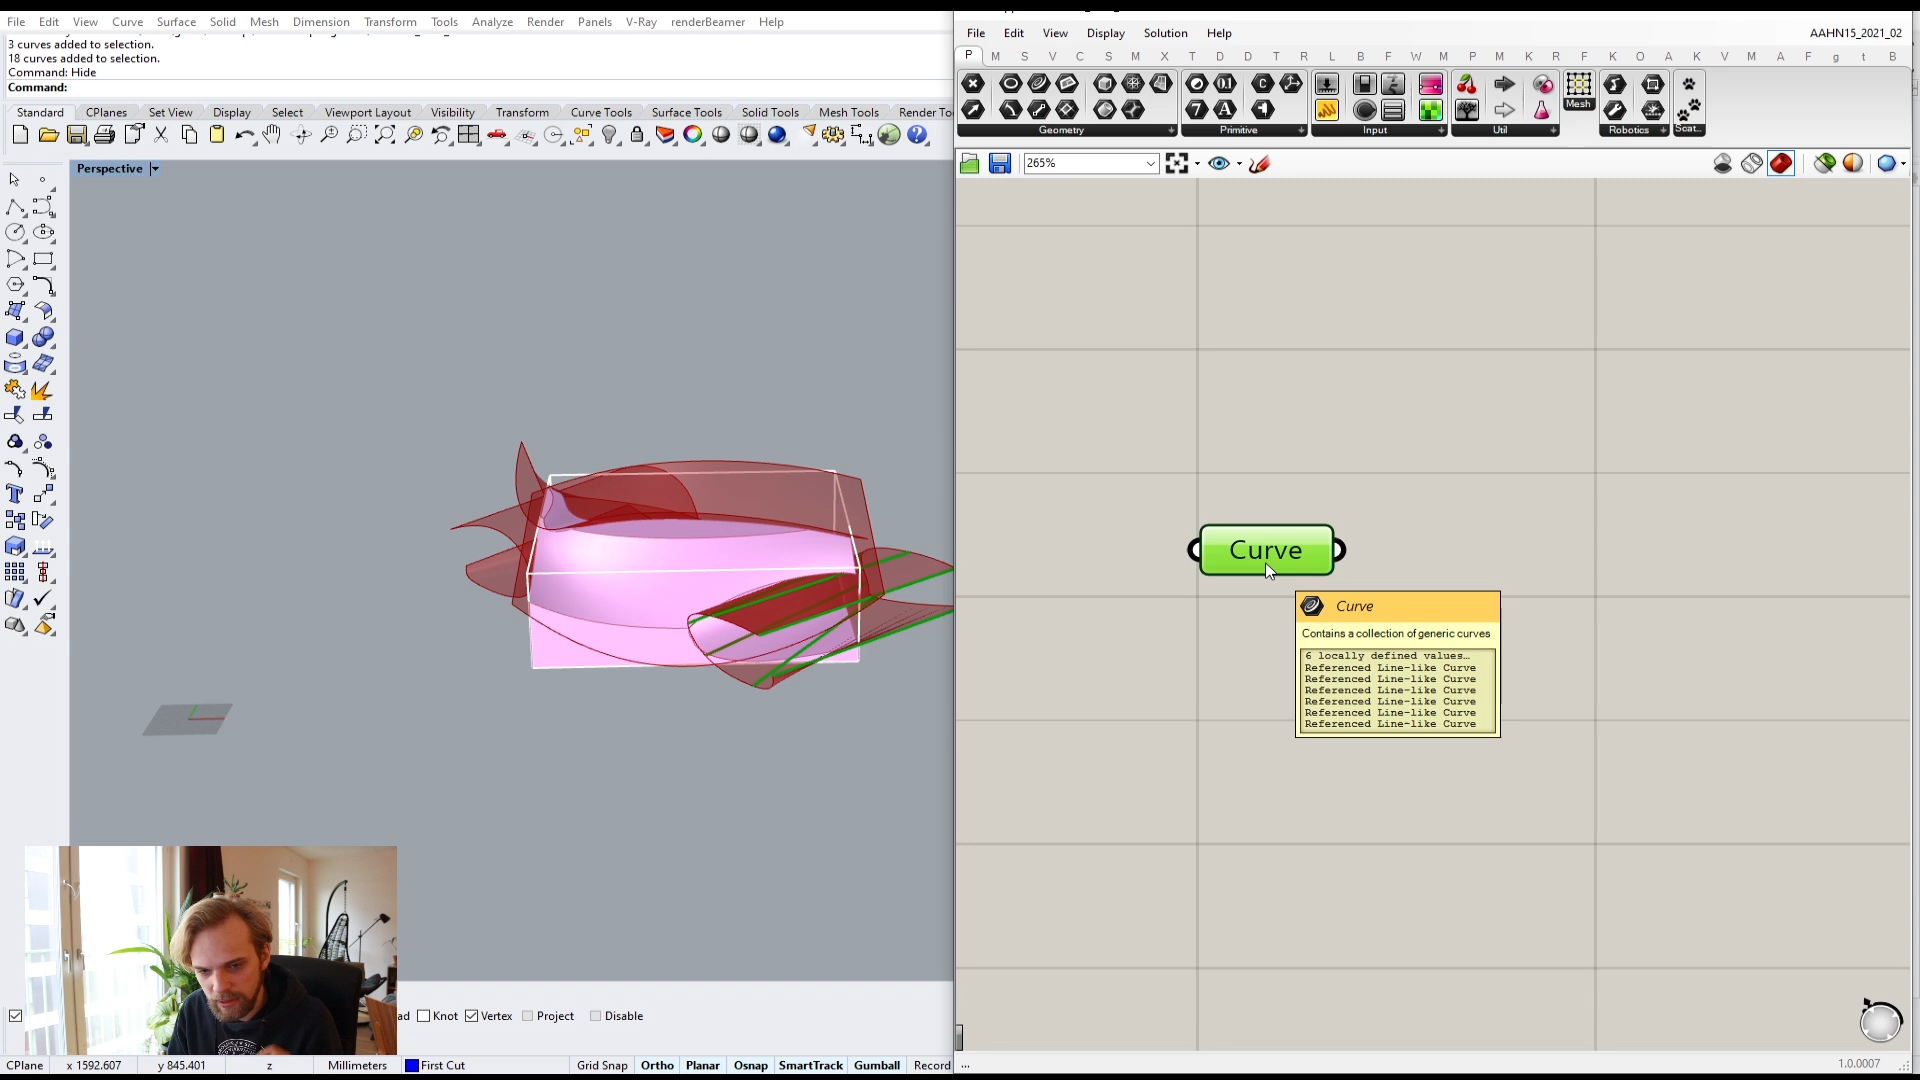 File Edit View Curve Surface Solid Mesh Dimension Transform Tools Analyze Render Panels V-Ray renderBeamer Help
3 curves added to selection.
18 curves added to selection.
Command: Hide
Command:
Standard CPlanes Set View Display Select Viewport Layout Visibility Transform Curve Tools Surface Tools Solid Tools Mesh Tools Render To
Perspective
File Edit View Display Solution Help
AAHN15_2021_02
P M S V C S M X T D D T R L B F W M P M K R O A K V M A F g t B
Mesh
Geometry
Primitive
Input
Util
Robotics
Scat...
265%
Curve
Curve
Contains a collection of generic curves
6 locally defined values...
Referenced Line-like Curve
Referenced Line-like Curve
Referenced Line-like Curve
Referenced Line-like Curve
Referenced Line-like Curve
Referenced Line-like Curve
ad Knot Vertex Project Disable
CPlane x 1592.607 y 845.401 z Millimeters First Cut Grid Snap Ortho Planar Osnap SmartTrack Gumball Record
...
1.0.0007